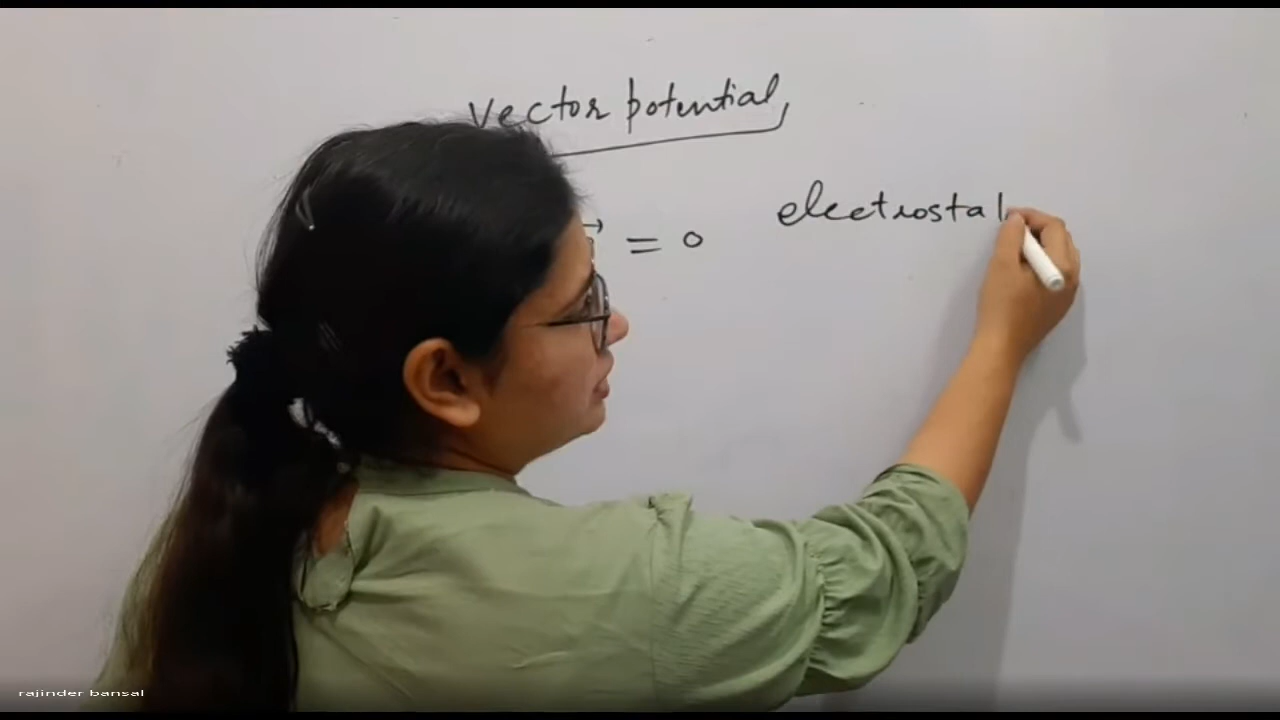 Vector potential
= 0 electrostat
rajinder bansal